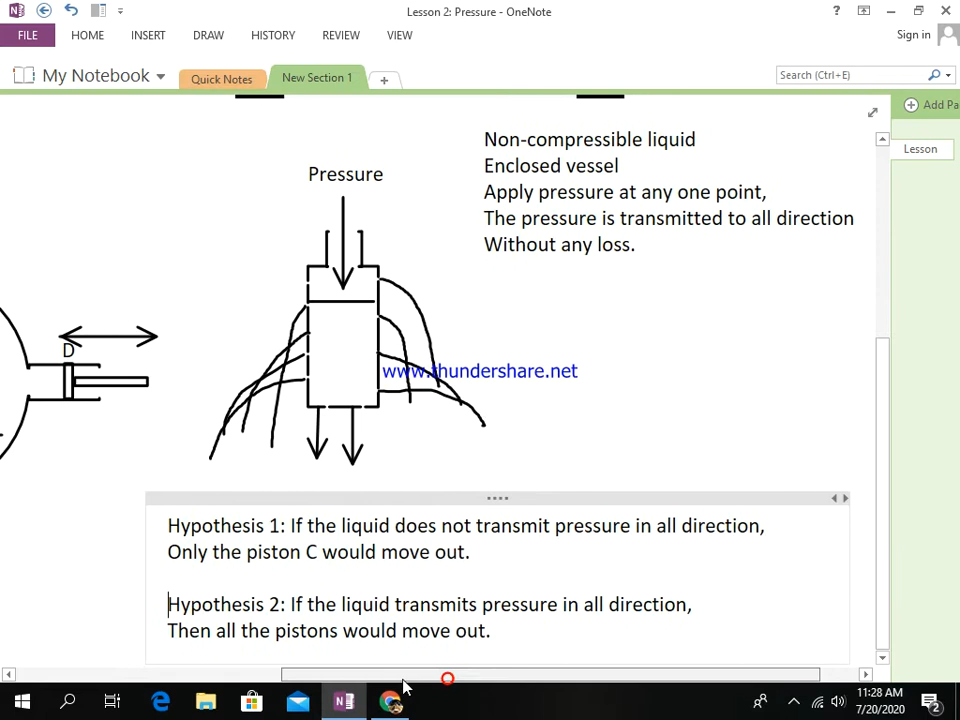 Lesson 2: Pressure - OneNote
?
FILE
HOME
INSERT
DRAW
HISTORY
REVIEW
VIEW
Sign in
My Notebook
Quick Notes
New Section 1
+
Search (Ctrl+E)
Add Pa
Lesson
Non-compressible liquid
Enclosed vessel
Apply pressure at any one point,
The pressure is transmitted to all direction
Without any loss.
Pressure
D
www.thundershare.net
Hypothesis 1: If the liquid does not transmit pressure in all direction,
Only the piston C would move out.
Hypothesis 2: If the liquid transmits pressure in all direction,
Then all the pistons would move out.
11:28 AM
7/20/2020
2